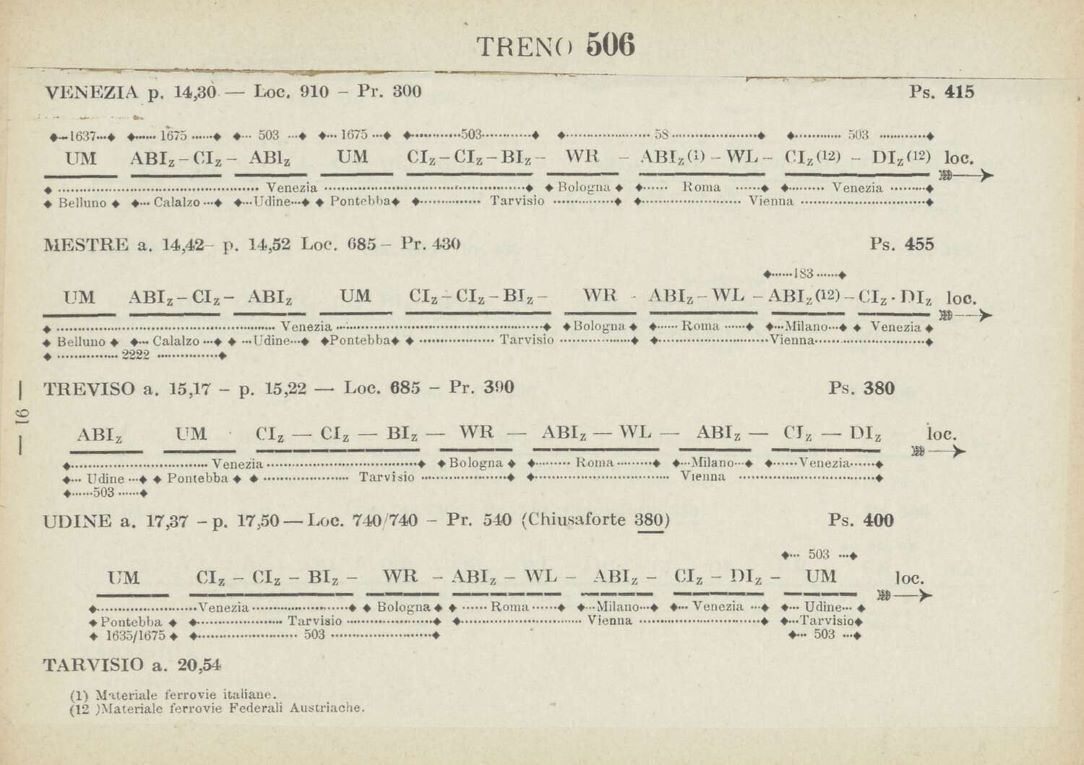 TRENO 506
VENEZIA p. 14,30 — Loc. 910 – Pr. 300 Ps. 415
1637 1675 503 1675 503 58 503
UM ABIz – CIz – ABIz UM CIz – CIz – BIz – WR – ABIz (1) – WL – CIz (12) – DIz (12) loc.
Venezia Bologna Roma Venezia
Belluno Calalzo Udine Pontebba Tarvisio Vienna
MESTRE a. 14,42 – p. 14,52 Loc. 685 – Pr. 430 Ps. 455
183
UM ABIz – CIz – ABIz UM CIz – CIz – BIz – WR - ABIz – WL – ABIz (12) – CIz · DIz loc.
Venezia Bologna Roma Milano Venezia
Belluno Calalzo Udine Pontebba Tarvisio Vienna
2222
TREVISO a. 15,17 – p. 15,22 — Loc. 685 – Pr. 390 Ps. 380
— 91 —
ABIz UM CIz — CIz — BIz — WR — ABIz — WL — ABIz — CIz — DIz loc.
Venezia Bologna Roma Milano Venezia
Udine Pontebba Tarvisio Vienna
503
UDINE a. 17,37 – p. 17,50 — Loc. 740/740 – Pr. 540 (Chiusaforte 380) Ps. 400
503
UM CIz – CIz – BIz – WR – ABIz – WL – ABIz – CIz – DIz – UM loc.
Venezia Bologna Roma Milano Venezia Udine
Pontebba Tarvisio Vienna Tarvisio
1635/1675 503 503
TARVISIO a. 20,54
(1) Materiale ferrovie italiane.
(12 )Materiale ferrovie Federali Austriache.